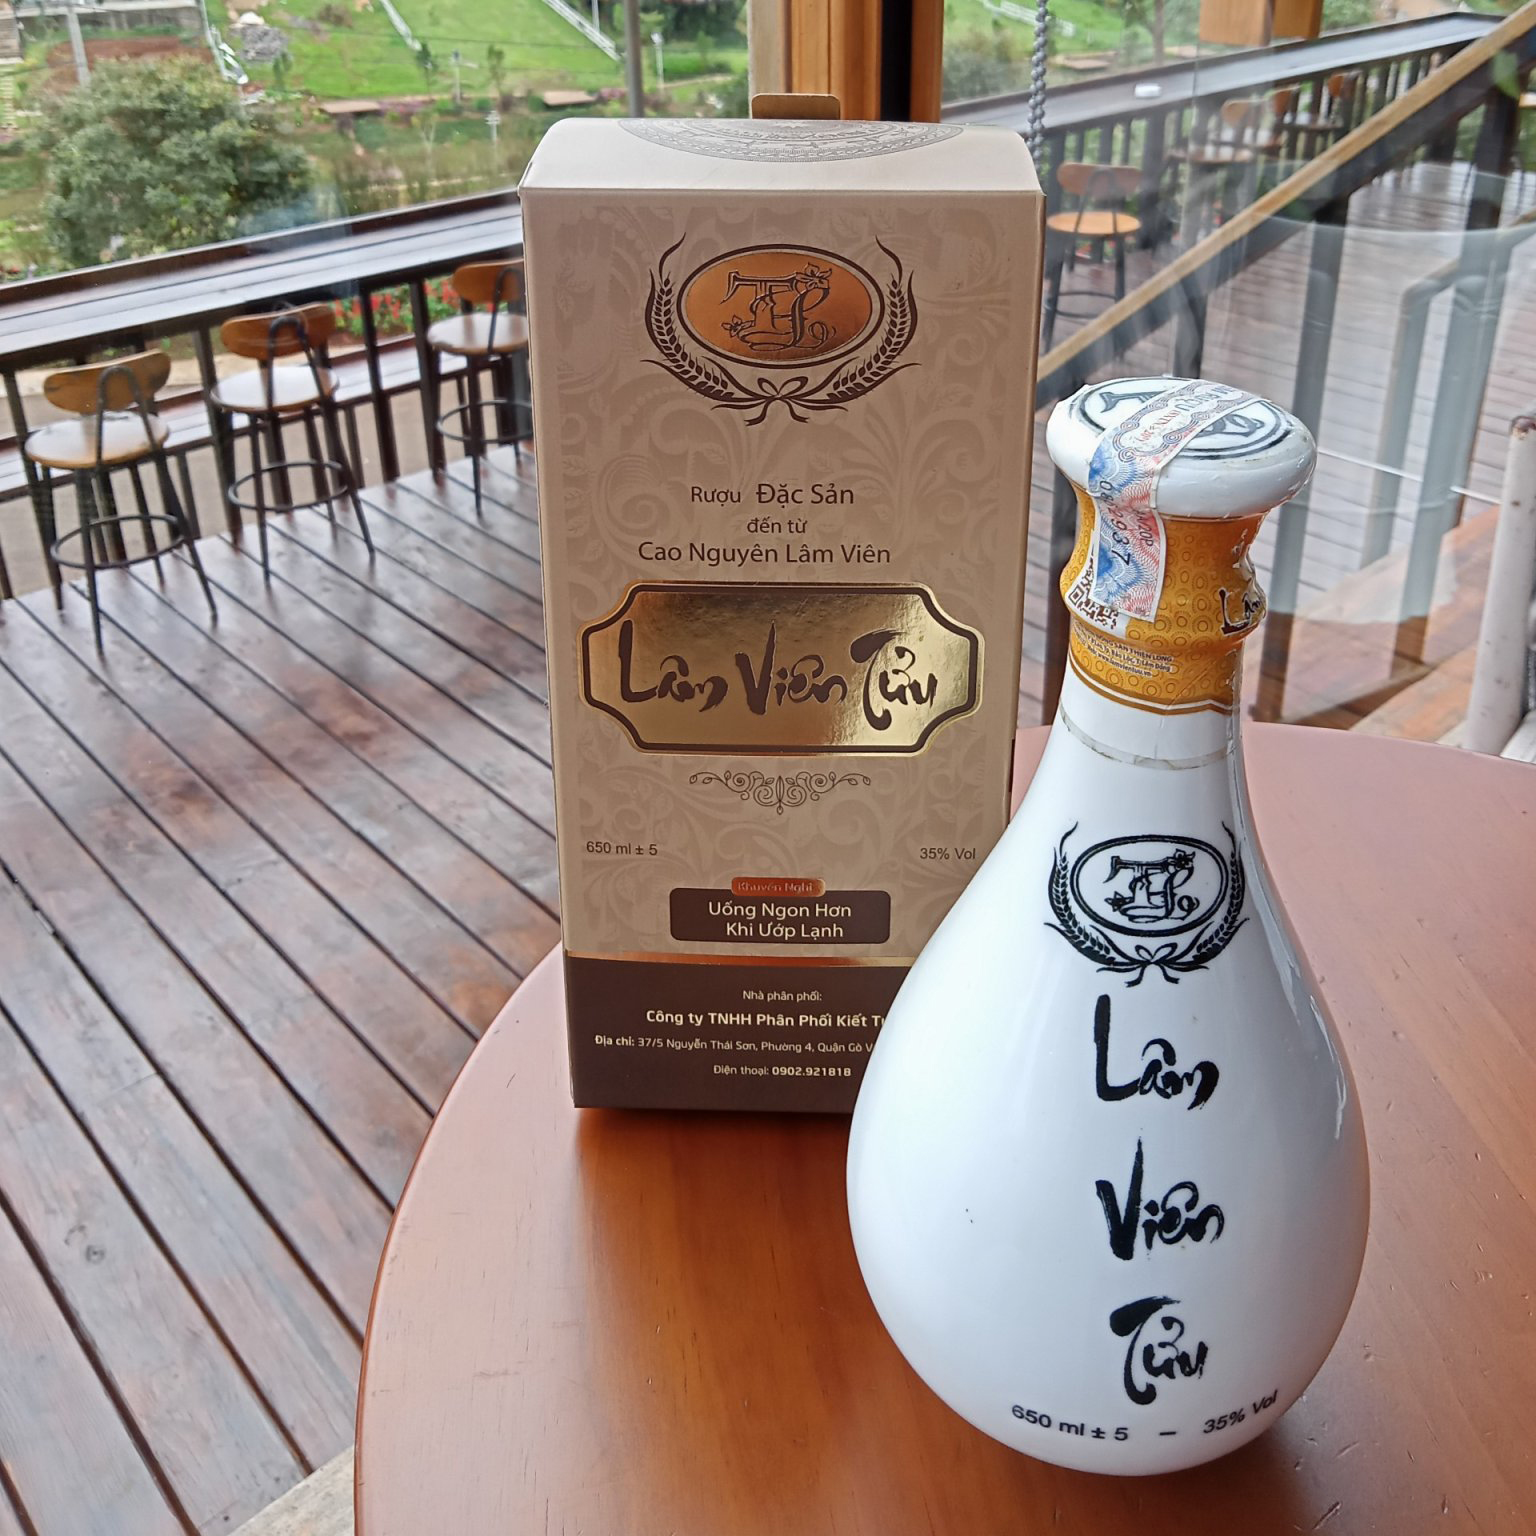 Rượu Đặc Sản
đến từ
Cao Nguyên Lâm Viên
Lâm Viên Tửu
650 ml ± 5
35% Vol
Khuyến Nghị
Uống Ngon Hơn
Khi Ướp Lạnh
Nhà phân phối:
Công ty TNHH Phân Phối Kiết
Địa chỉ: 37/5 Nguyễn Thái Sơn, Phường 4, Quận Gò
Điện thoại: 0902.921818
Lâm
Lâm
Viên
Tửu
650 ml ± 5 – 35% Vol